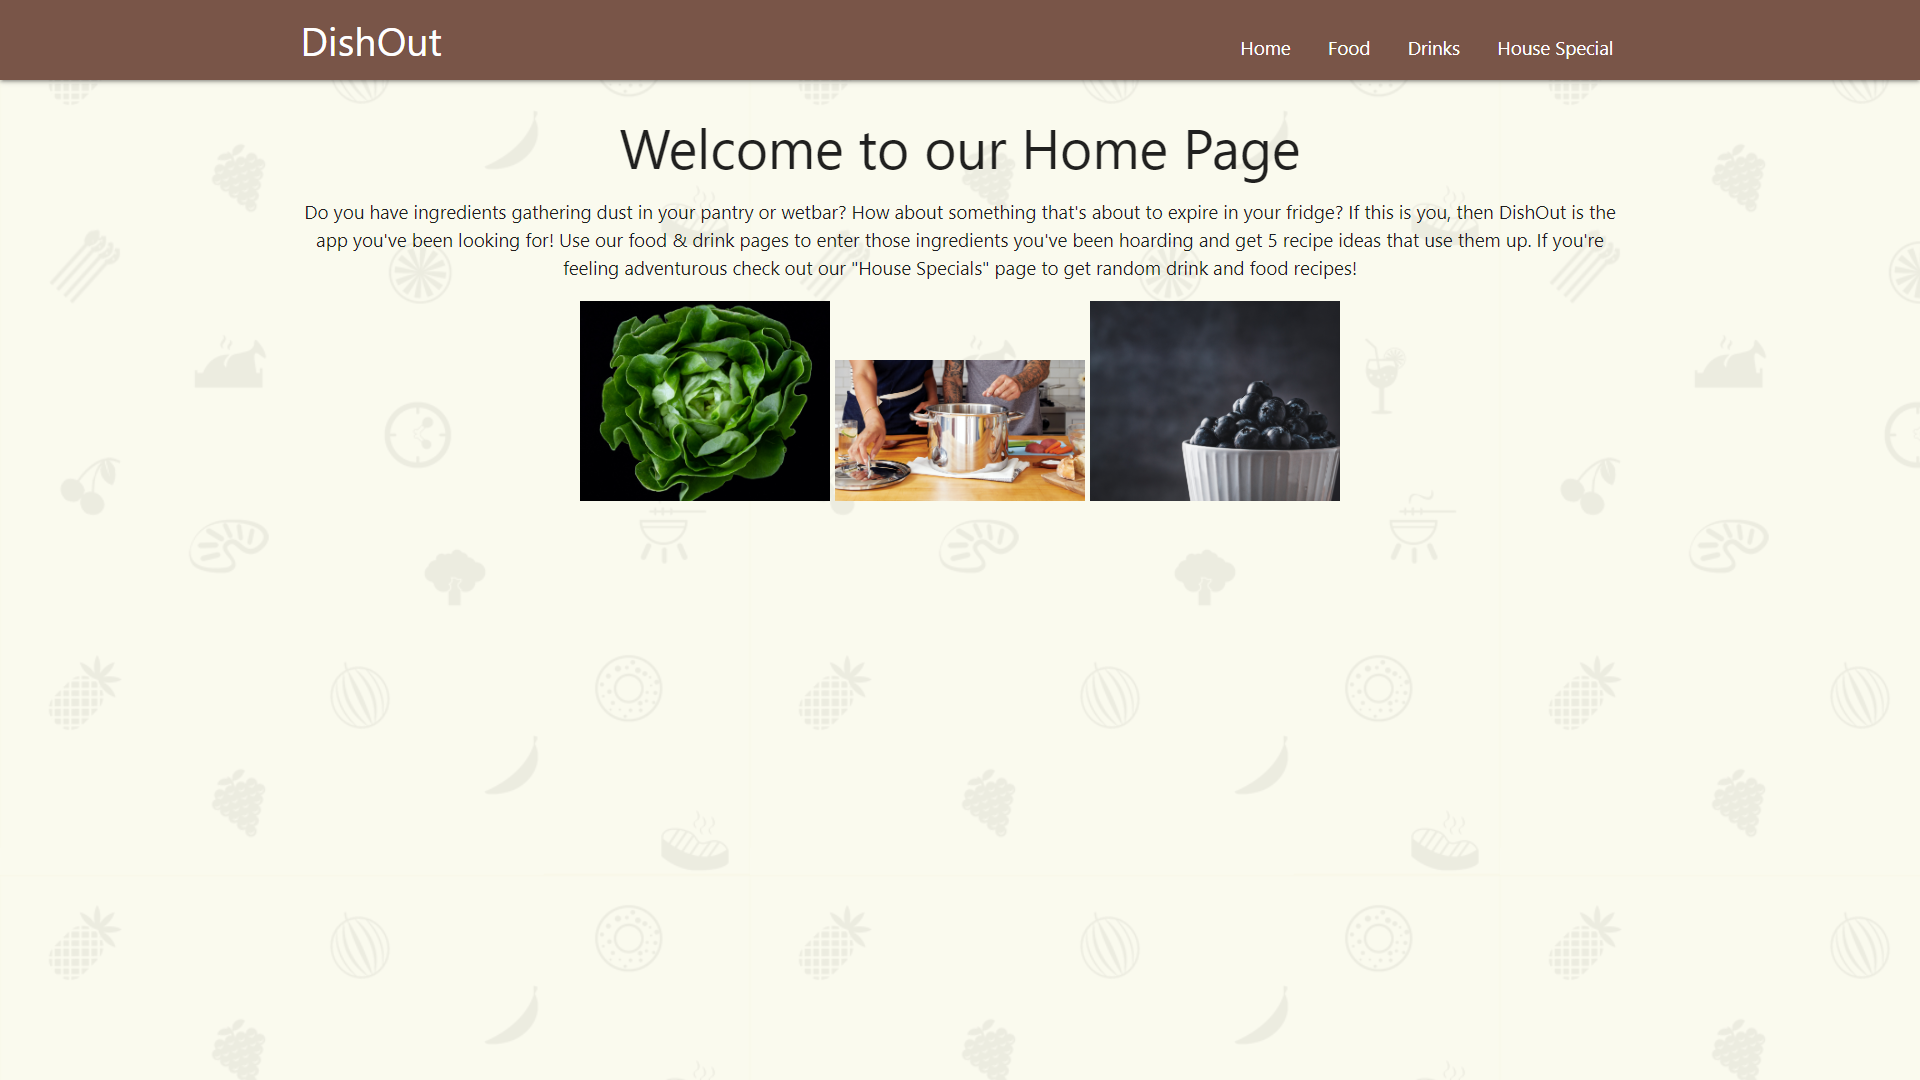 DishOut
Home Food Drinks House Special
Welcome to our Home Page
Do you have ingredients gathering dust in your pantry or wetbar? How about something that's about to expire in your fridge? If this is you, then DishOut is the
app you've been looking for! Use our food & drink pages to enter those ingredients you've been hoarding and get 5 recipe ideas that use them up. If you're
feeling adventurous check out our "House Specials" page to get random drink and food recipes!